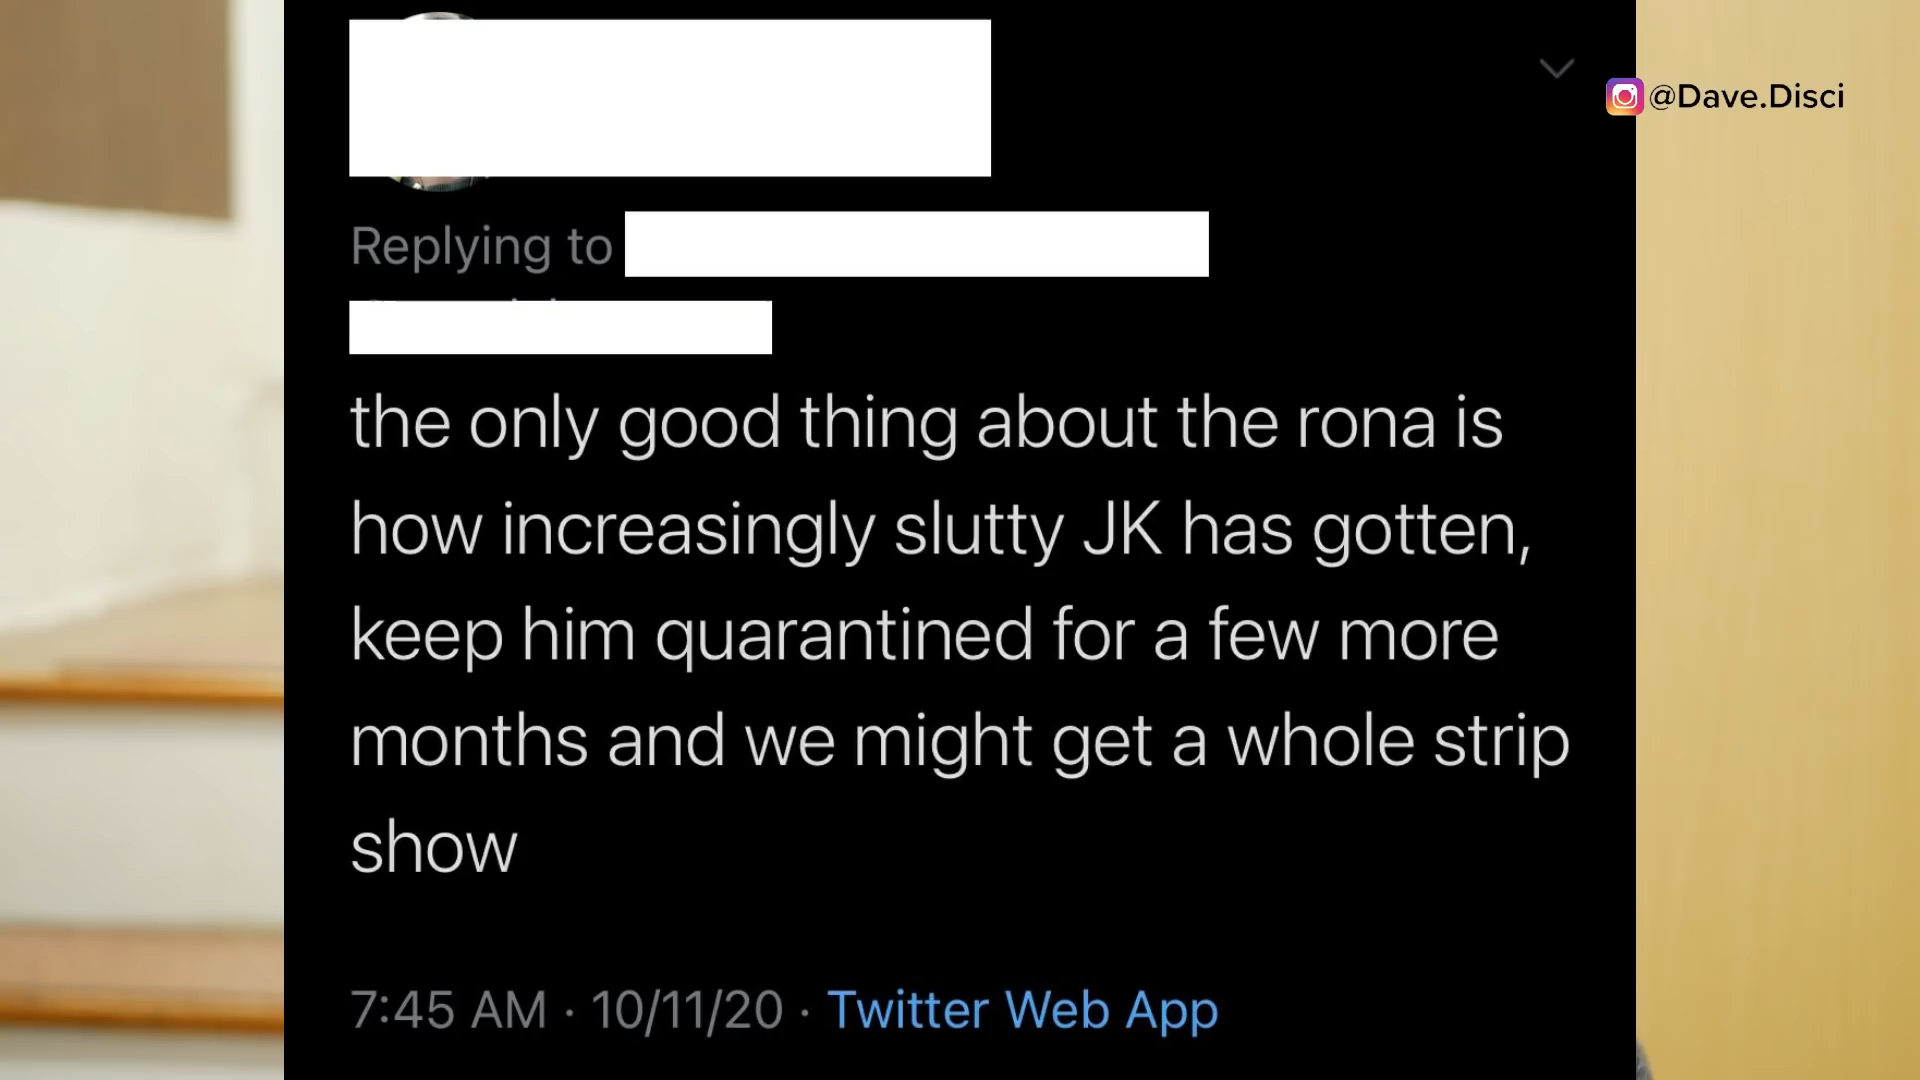 @Dave.Disci
Replying to
the only good thing about the rona is
how increasingly slutty JK has gotten,
keep him quarantined for a few more
months and we might get a whole strip
show
7:45 AM · 10/11/20 · Twitter Web App